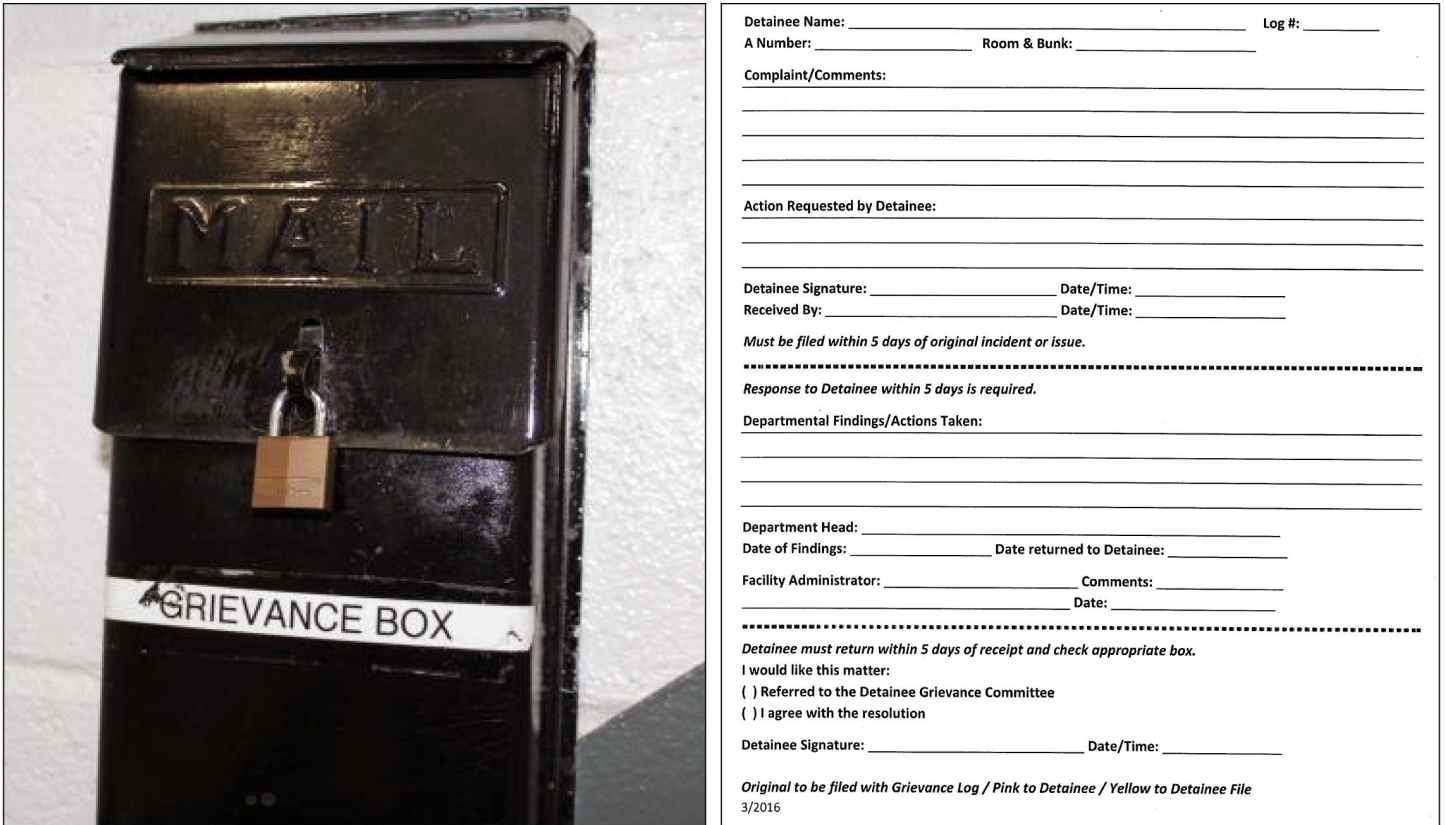 MAIL
GRIEVANCE BOX
Detainee Name: Log #:
A Number: Room & Bunk:
Complaint/Comments:
Action Requested by Detainee:
Detainee Signature: Date/Time:
Received By: Date/Time:
Must be filed within 5 days of original incident or issue.
Response to Detainee within 5 days is required.
Departmental Findings/Actions Taken:
Department Head:
Date of Findings: Date returned to Detainee:
Facility Administrator: Comments:
Date:
Detainee must return within 5 days of receipt and check appropriate box.
I would like this matter:
( ) Referred to the Detainee Grievance Committee
( ) I agree with the resolution
Detainee Signature: Date/Time:
Original to be filed with Grievance Log / Pink to Detainee / Yellow to Detainee File
3/2016